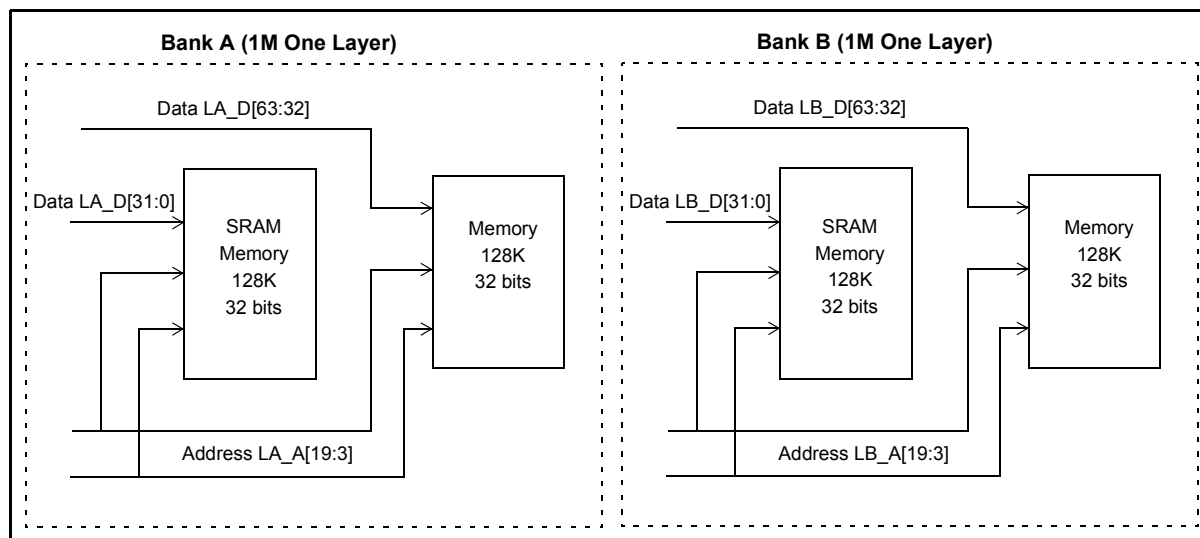 Bank A (1M One Layer)
Data LA_D[63:32]
Data LA_D[31:0]
SRAM
Memory
128K
32 bits
Memory
128K
32 bits
Address LA_A[19:3]
Bank B (1M One Layer)
Data LB_D[63:32]
Data LB_D[31:0]
SRAM
Memory
128K
32 bits
Memory
128K
32 bits
Address LB_A[19:3]